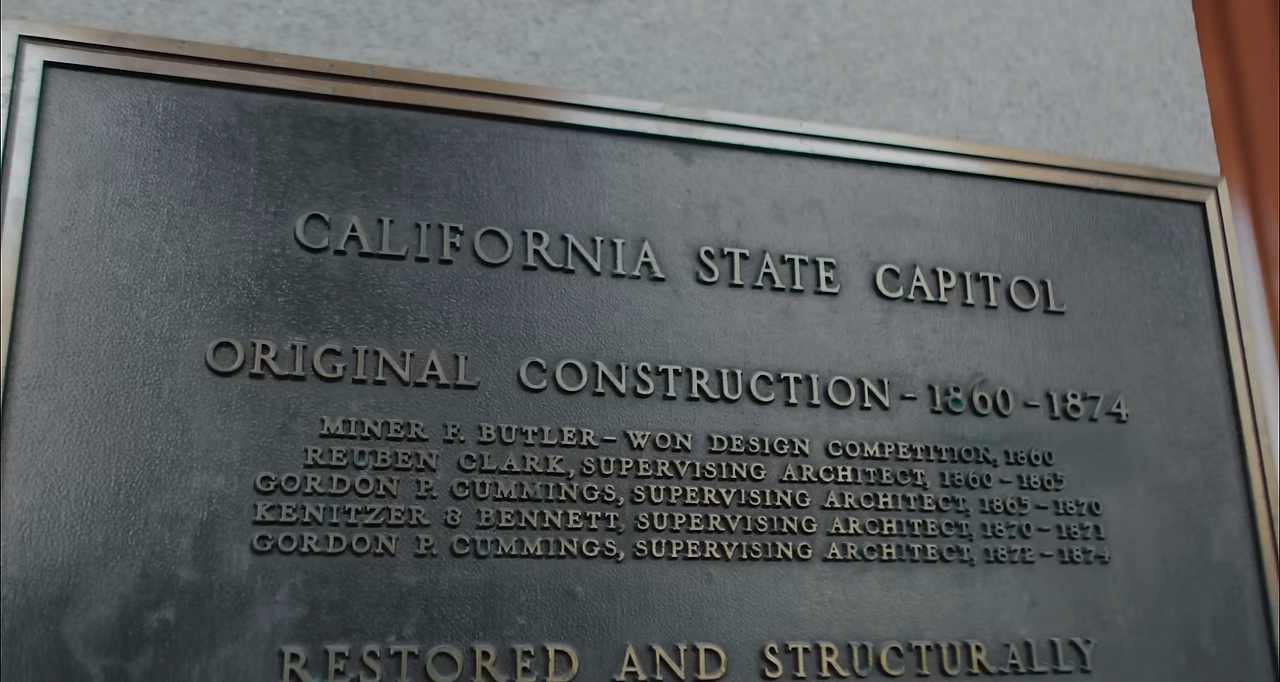 CALIFORNIA STATE CAPITOL
ORIGINAL CONSTRUCTION - 1860 - 1874
MINER F. BUTLER - WON DESIGN COMPETITION, 1860
REUBEN CLARK, SUPERVISING ARCHITECT, 1860 - 1865
GORDON P. CUMMINGS, SUPERVISING ARCHITECT, 1865 - 1870
KENITZER & BENNETT, SUPERVISING ARCHITECT, 1870 - 1871
GORDON P. CUMMINGS, SUPERVISING ARCHITECT, 1872 - 1874
RESTORED AND STRUCTURALLY